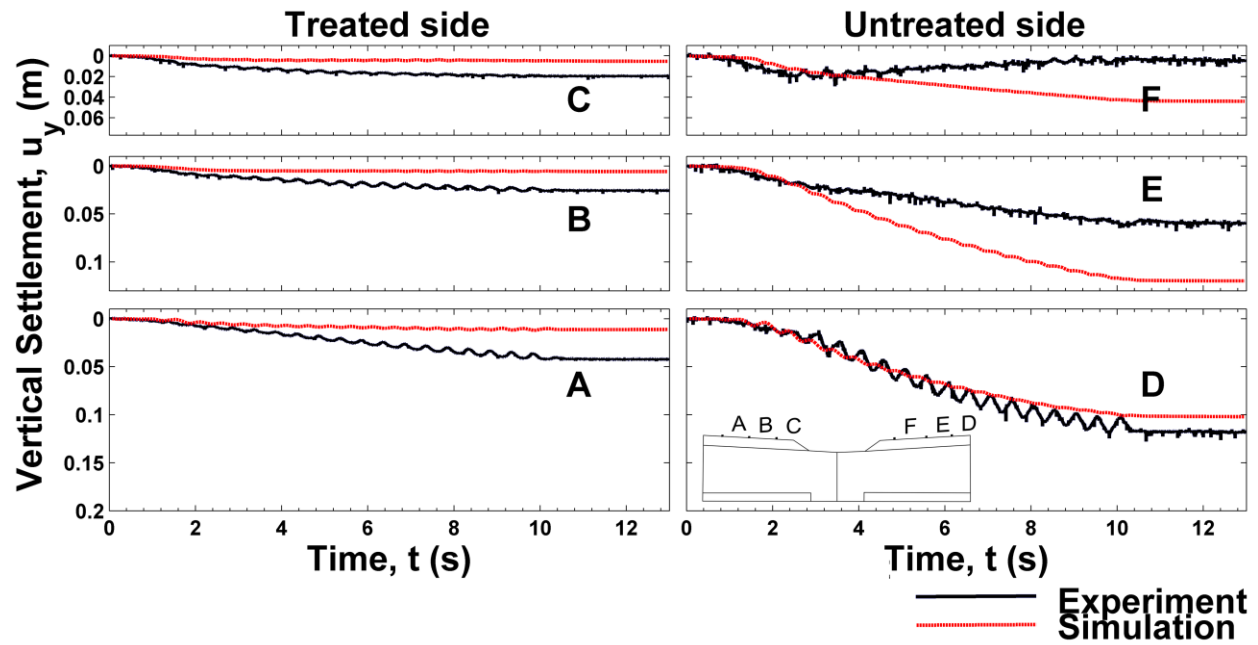 Treated side
Untreated side
Vertical Settlement, u_y (m)
0
0.02
0.04
0.06
C
F
0
0.05
0.1
B
E
0
0.05
0.1
0.15
0.2
A
D
A B C
F E D
0 2 4 6 8 10 12
0 2 4 6 8 10 12
Time, t (s)
Time, t (s)
Experiment
Simulation